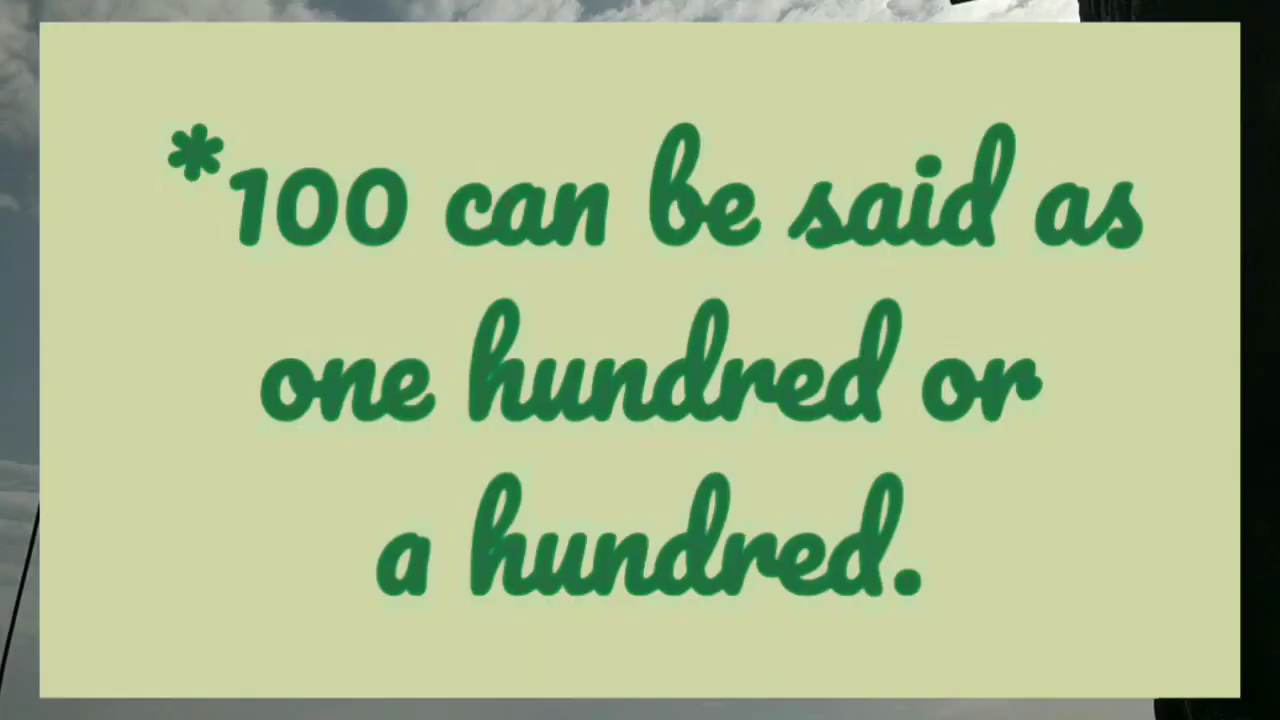 *100 can be said as
one hundred or
a hundred.